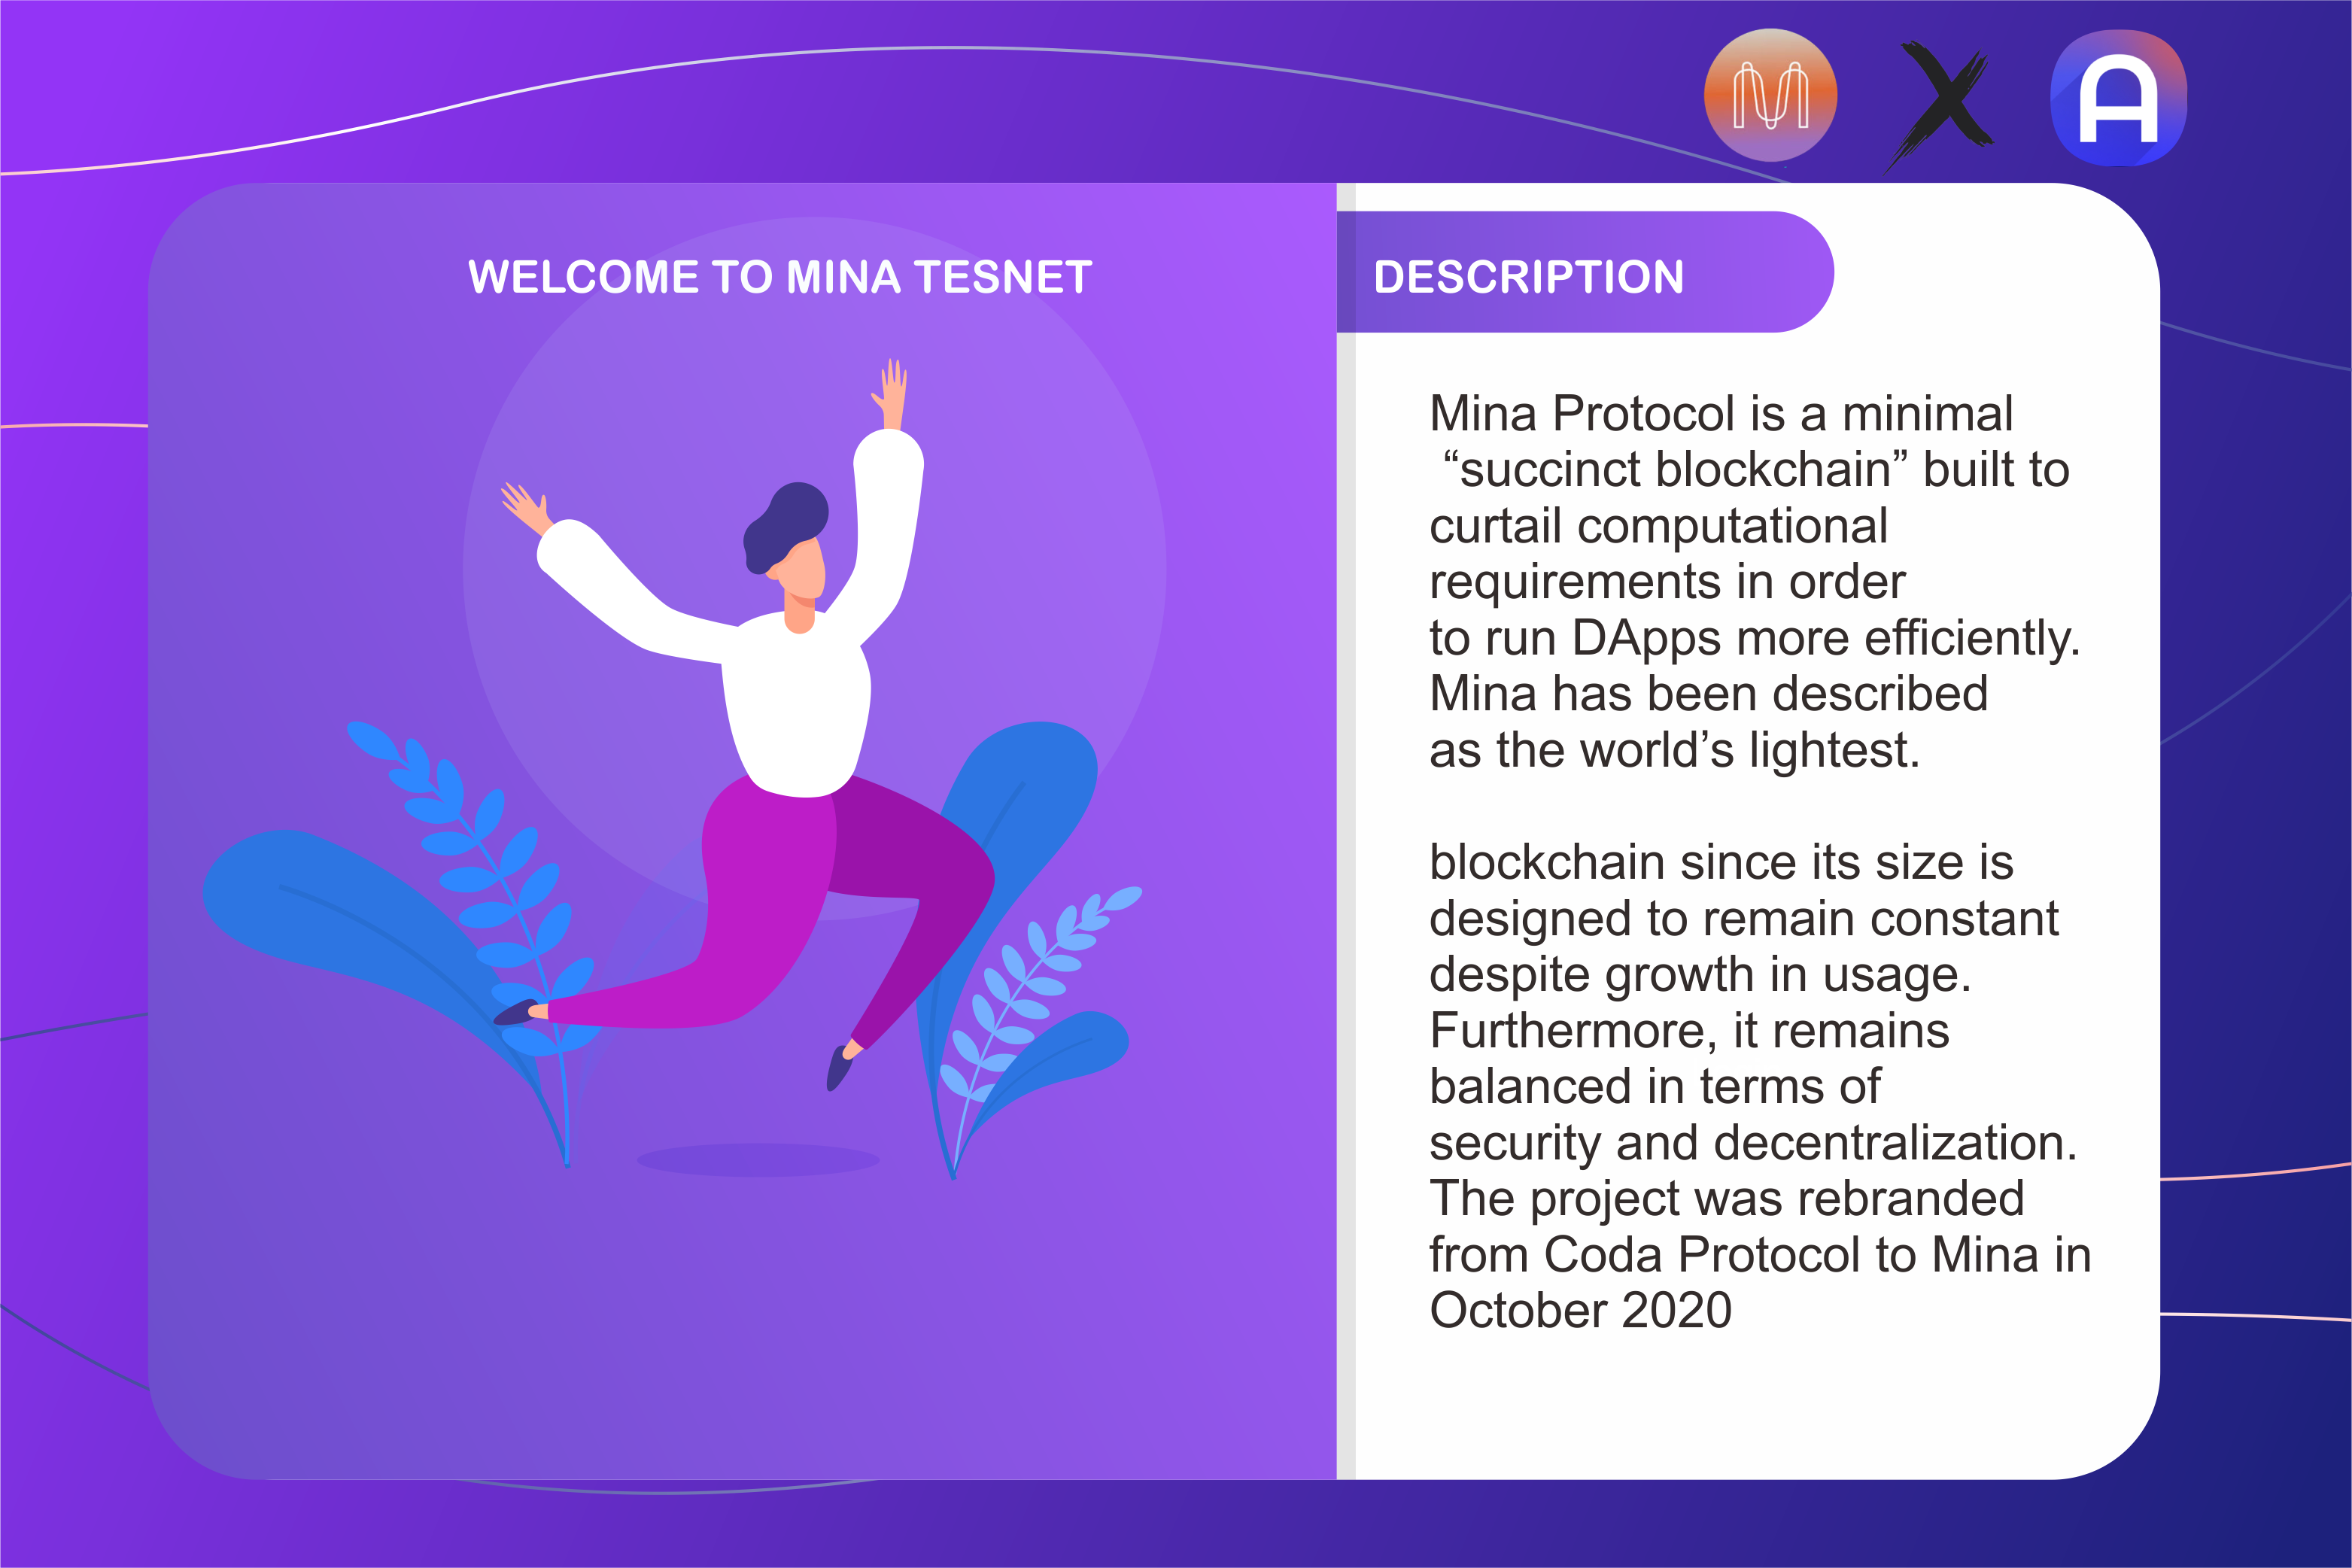 M X A
WELCOME TO MINA TESNET
DESCRIPTION
Mina Protocol is a minimal
“succinct blockchain” built to
curtail computational
requirements in order
to run DApps more efficiently.
Mina has been described
as the world’s lightest.
blockchain since its size is
designed to remain constant
despite growth in usage.
Furthermore, it remains
balanced in terms of
security and decentralization.
The project was rebranded
from Coda Protocol to Mina in
October 2020